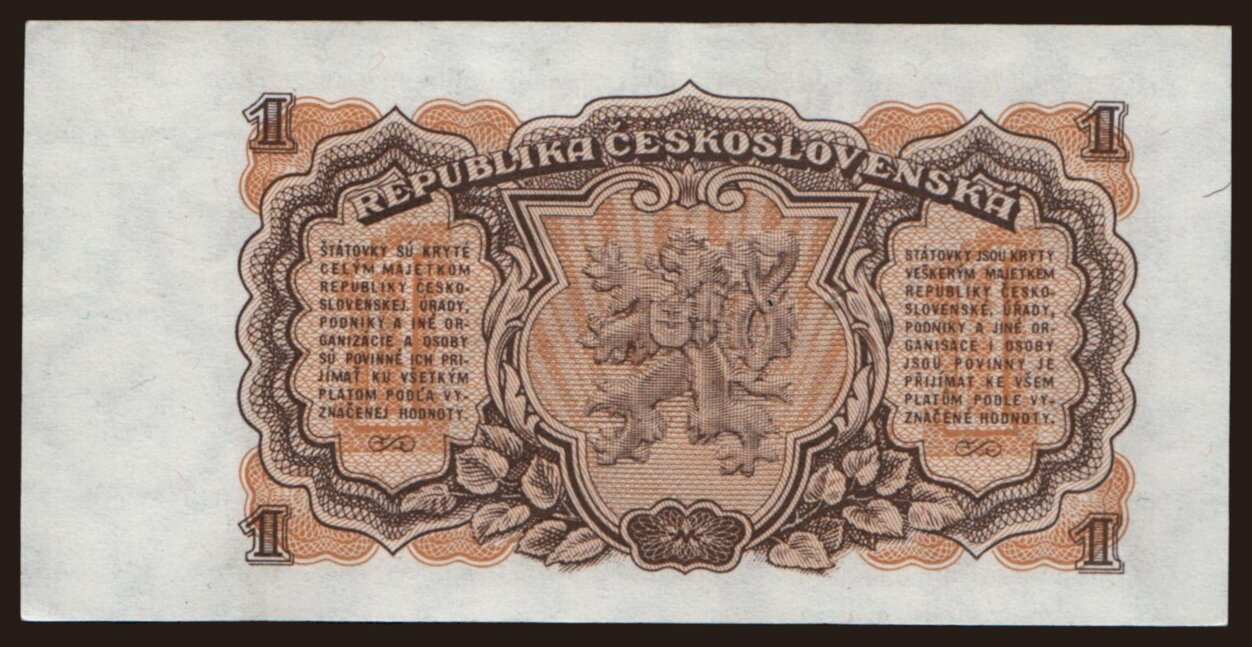 1
1
REPUBLIKA ČESKOSLOVENSKÁ
ŠTÁTOVKY SÚ KRYTÉ
CELÝM MAJETKOM
REPUBLIKY ČESKO-
SLOVENSKEJ. ÚRADY,
PODNIKY A INÉ OR-
GANIZÁCIE A OSOBY
SÚ POVINNÉ ICH PRI-
JÍMAŤ KU VŠETKÝM
PLATOM PODĽA VY-
ZNAČENEJ HODNOTY.
STÁTOVKY JSOU KRYTY
VEŠKERÝM MAJETKEM
REPUBLIKY ČESKO-
SLOVENSKÉ. ÚŘADY,
PODNIKY A JINÉ OR-
GANISACE I OSOBY
JSOU POVINNY JE
PŘIJÍMAT KE VŠEM
PLATŮM PODLE VY-
ZNAČENÉ HODNOTY.
1
1